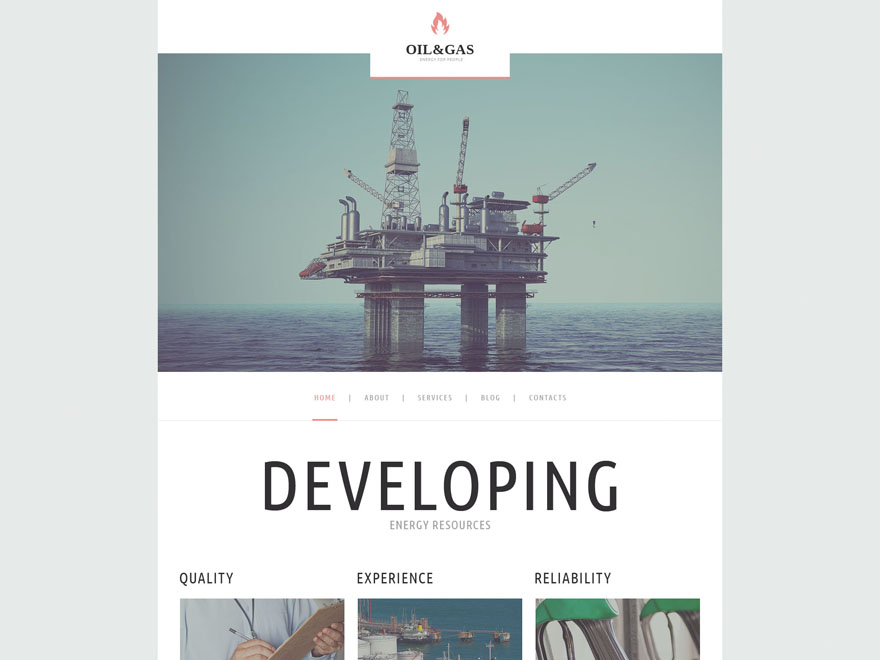 OIL&GAS
ENERGY FOR PEOPLE
HOME | ABOUT | SERVICES | BLOG | CONTACTS
DEVELOPING
ENERGY RESOURCES
QUALITY EXPERIENCE RELIABILITY